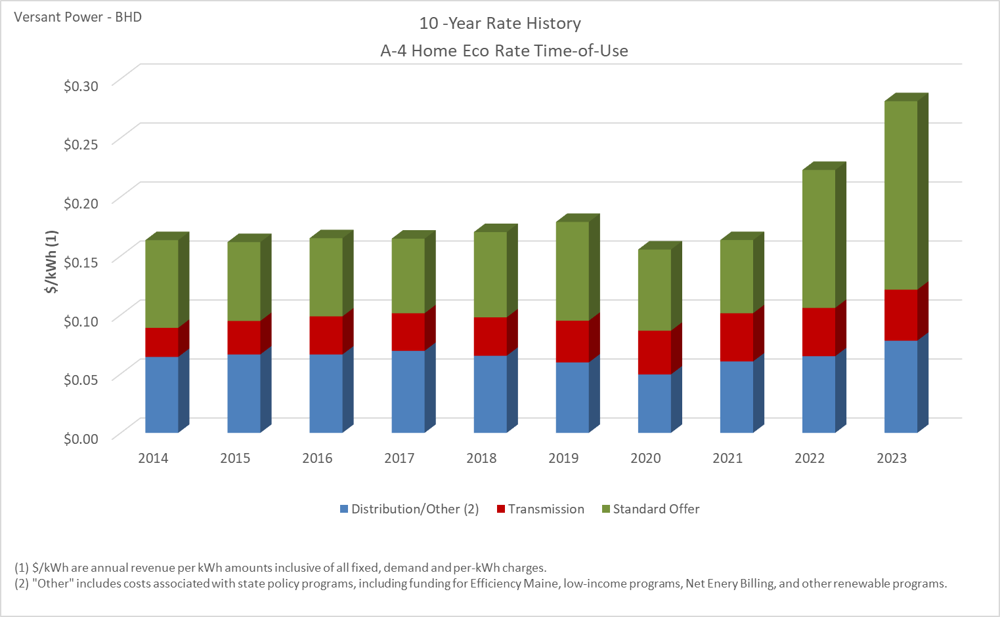 Versant Power - BHD
10 -Year Rate History
A-4 Home Eco Rate Time-of-Use
$0.30
$0.25
$0.20
$0.15
$0.10
$0.05
$0.00
$/kWh (1)
2014 2015 2016 2017 2018 2019 2020 2021 2022 2023
Distribution/Other (2) Transmission Standard Offer
(1) $/kWh are annual revenue per kWh amounts inclusive of all fixed, demand and per-kWh charges.
(2) "Other" includes costs associated with state policy programs, including funding for Efficiency Maine, low-income programs, Net Enery Billing, and other renewable programs.